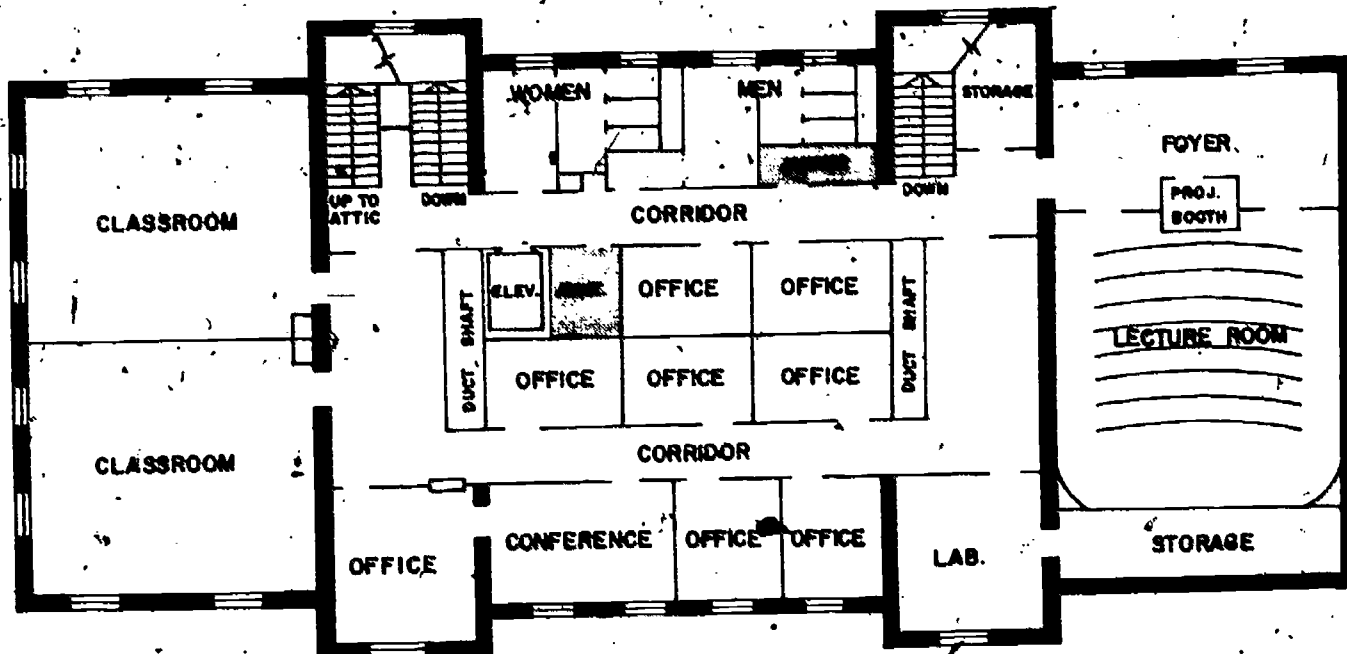 WOMEN
MEN
STORAGE
FOYER
UP TO
ATTIC
DOWN
DOWN
PROJ.
BOOTH
CLASSROOM
CORRIDOR
DUCT SHAFT
ELEV.
OFFICE
OFFICE
DUCT SHAFT
LECTURE ROOM
OFFICE
OFFICE
OFFICE
CLASSROOM
CORRIDOR
OFFICE
CONFERENCE
OFFICE
OFFICE
LAB.
STORAGE